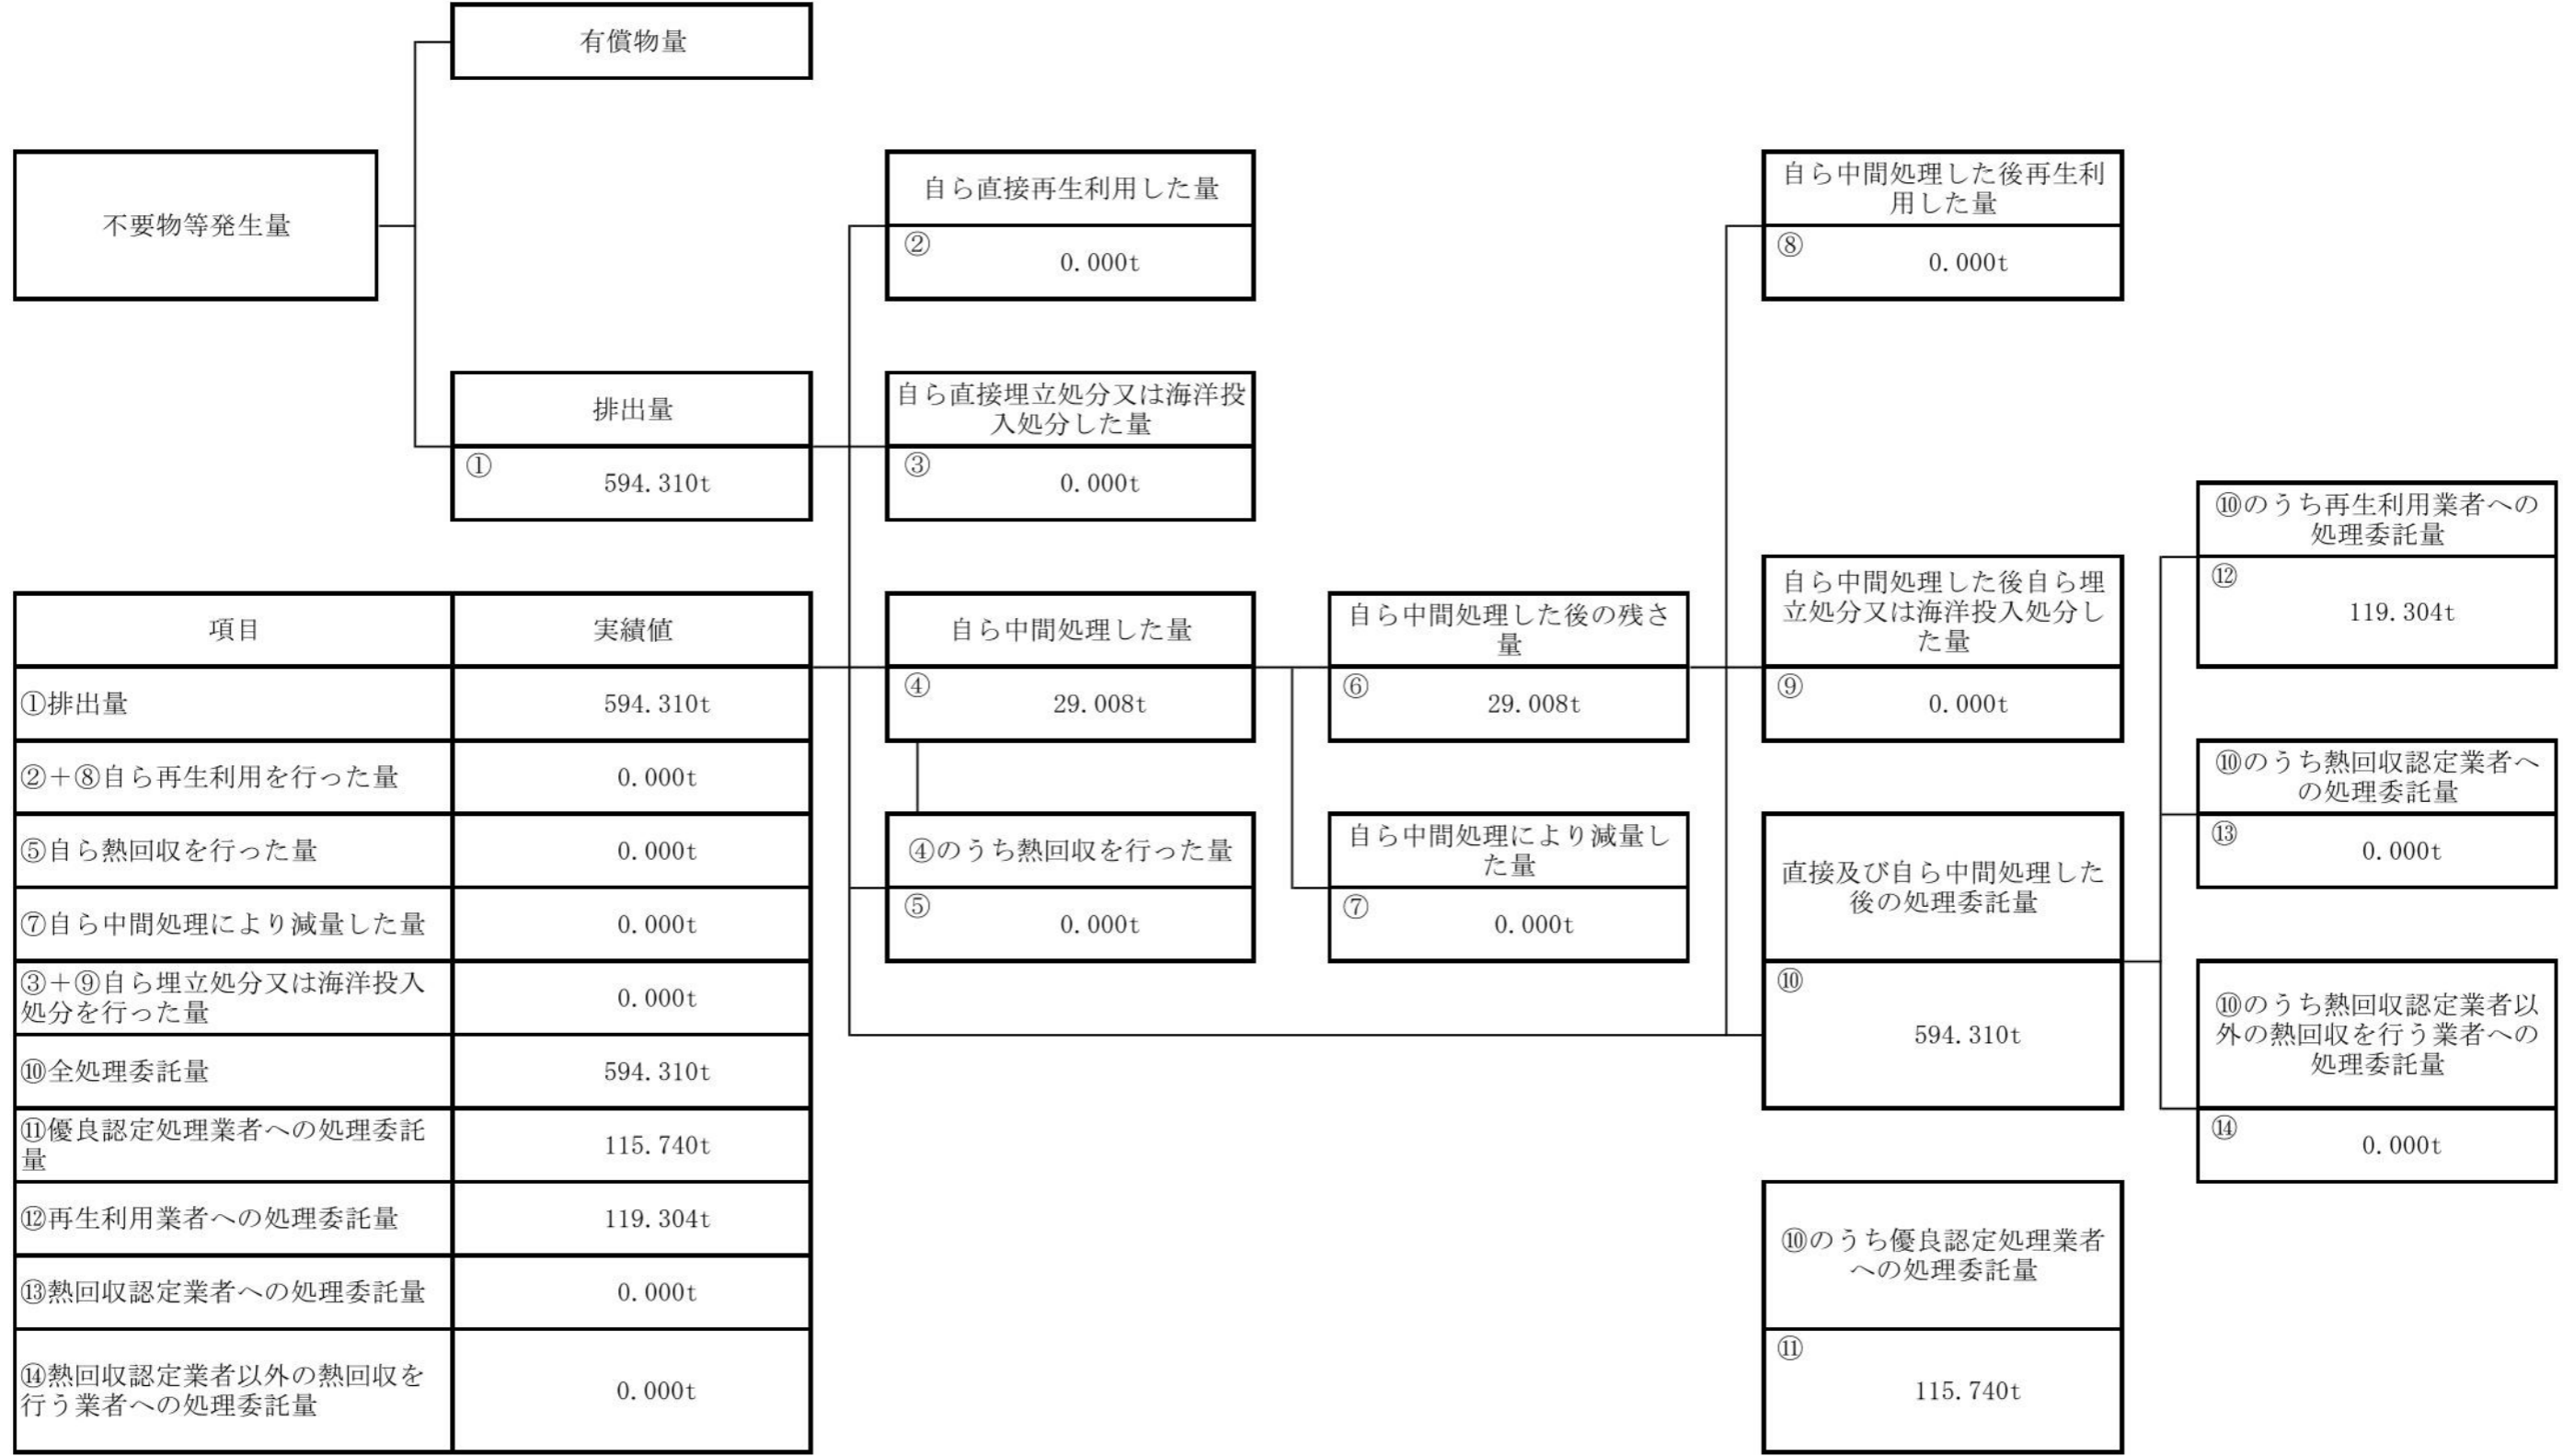 有償物量
不要物等発生量
自ら直接再生利用した量
②
0.000t
自ら中間処理した後再生利
用した量
⑧
0.000t
排出量
①
594.310t
自ら直接埋立処分又は海洋投
入処分した量
③
0.000t
⑩のうち再生利用業者への
処理委託量
⑫
119.304t
自ら中間処理した量
④
29.008t
自ら中間処理した後の残さ
量
⑥
29.008t
自ら中間処理した後自ら埋
立処分又は海洋投入処分し
た量
⑨
0.000t
⑩のうち熱回収認定業者へ
の処理委託量
⑬
0.000t
④のうち熱回収を行った量
⑤
0.000t
自ら中間処理により減量し
た量
⑦
0.000t
直接及び自ら中間処理した
後の処理委託量
⑩
594.310t
⑩のうち熱回収認定業者以
外の熱回収を行う業者への
処理委託量
⑭
0.000t
⑩のうち優良認定処理業者
への処理委託量
⑪
115.740t
項目 実績値
①排出量 594.310t
②+⑧自ら再生利用を行った量 0.000t
⑤自ら熱回収を行った量 0.000t
⑦自ら中間処理により減量した量 0.000t
③+⑨自ら埋立処分又は海洋投入
処分を行った量 0.000t
⑩全処理委託量 594.310t
⑪優良認定処理業者への処理委託
量 115.740t
⑫再生利用業者への処理委託量 119.304t
⑬熱回収認定業者への処理委託量 0.000t
⑭熱回収認定業者以外の熱回収を
行う業者への処理委託量 0.000t